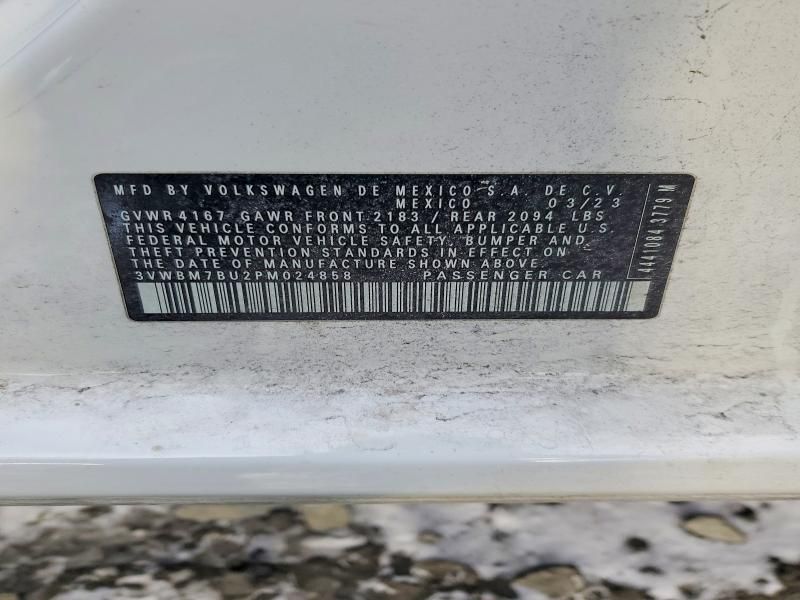 MFD BY VOLKSWAGEN DE MEXICO S.A. DE C.V.
MEXICO 03/23
GVWR 4167 GAWR FRONT 2183 / REAR 2094 LBS
THIS VEHICLE CONFORMS TO ALL APPLICABLE U.S.
FEDERAL MOTOR VEHICLE SAFETY, BUMPER AND
THEFT PREVENTION STANDARDS IN EFFECT ON
THE DATE OF MANUFACTURE SHOWN ABOVE.
3VWBM7BU2PM024858 PASSENGER CAR
4441084 3779 M